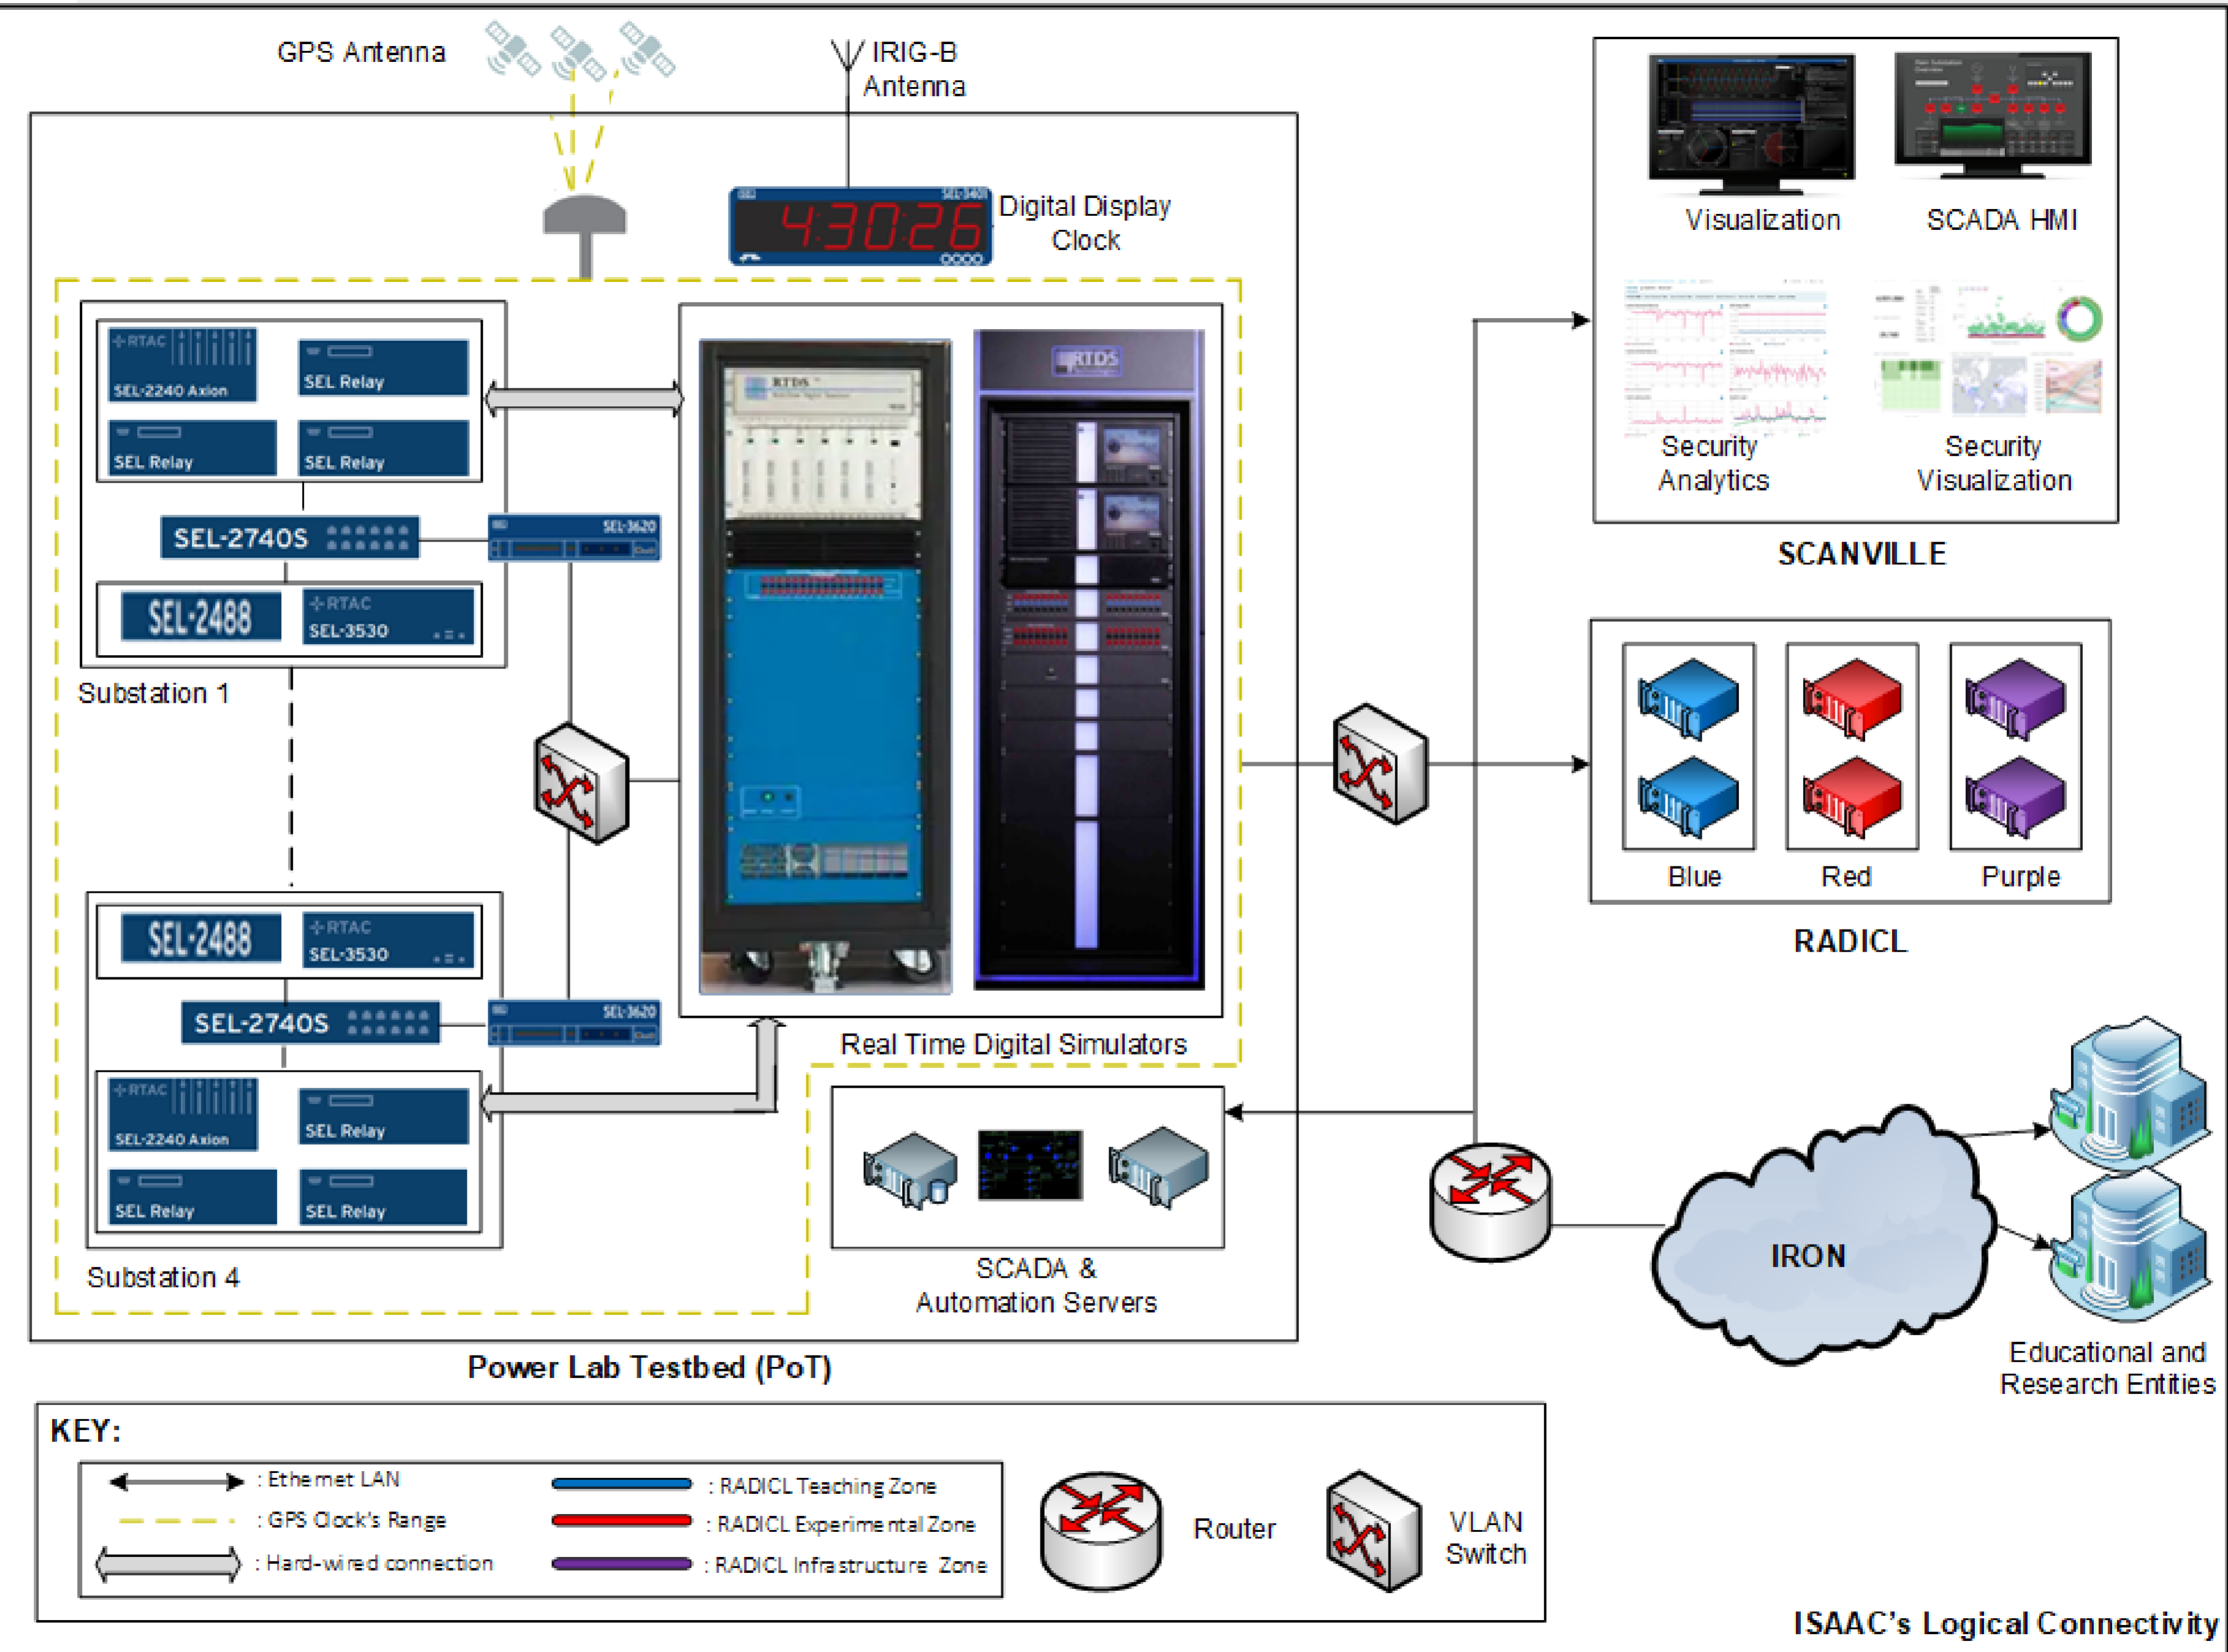 GPS Antenna
IRIG-B
Antenna
SEL-3401
4:30:26
Digital Display
Clock
RTAC
SEL-2240 Axion
SEL Relay
SEL Relay
SEL Relay
SEL-2740S
SEL-3620
SEL-2488
RTAC
SEL-3530
Substation 1
SEL-2488
RTAC
SEL-3530
SEL-2740S
SEL-3620
RTAC
SEL-2240 Axion
SEL Relay
SEL Relay
SEL Relay
Substation 4
RTDS
RTDS
Real Time Digital Simulators
SCADA &
Automation Servers
Power Lab Testbed (PoT)
Visualization
SCADA HMI
Security
Analytics
Security
Visualization
SCANVILLE
Blue
Red
Purple
RADICL
IRON
Educational and
Research Entities
KEY:
: Ethernet LAN
: GPS Clock's Range
: Hard-wired connection
: RADICL Teaching Zone
: RADICL Experimental Zone
: RADICL Infrastructure Zone
Router
VLAN
Switch
ISAAC's Logical Connectivity